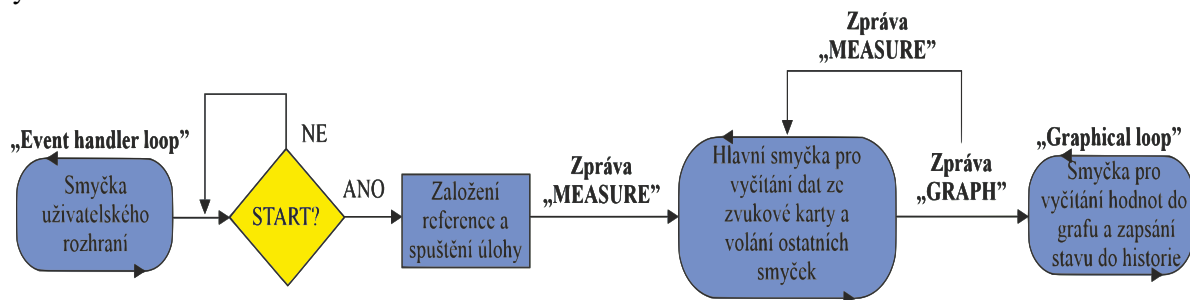 „Event handler loop”
Smyčka
uživatelského
rozhraní
NE
START?
ANO
Založení
reference a
spuštění úlohy
Zpráva
„MEASURE”
Zpráva
„MEASURE”
Hlavní smyčka pro
vyčítání dat ze
zvukové karty a
volání ostatních
smyček
Zpráva
„GRAPH”
„Graphical loop”
Smyčka pro
vyčítání hodnot do
grafu a zapsání
stavu do historie